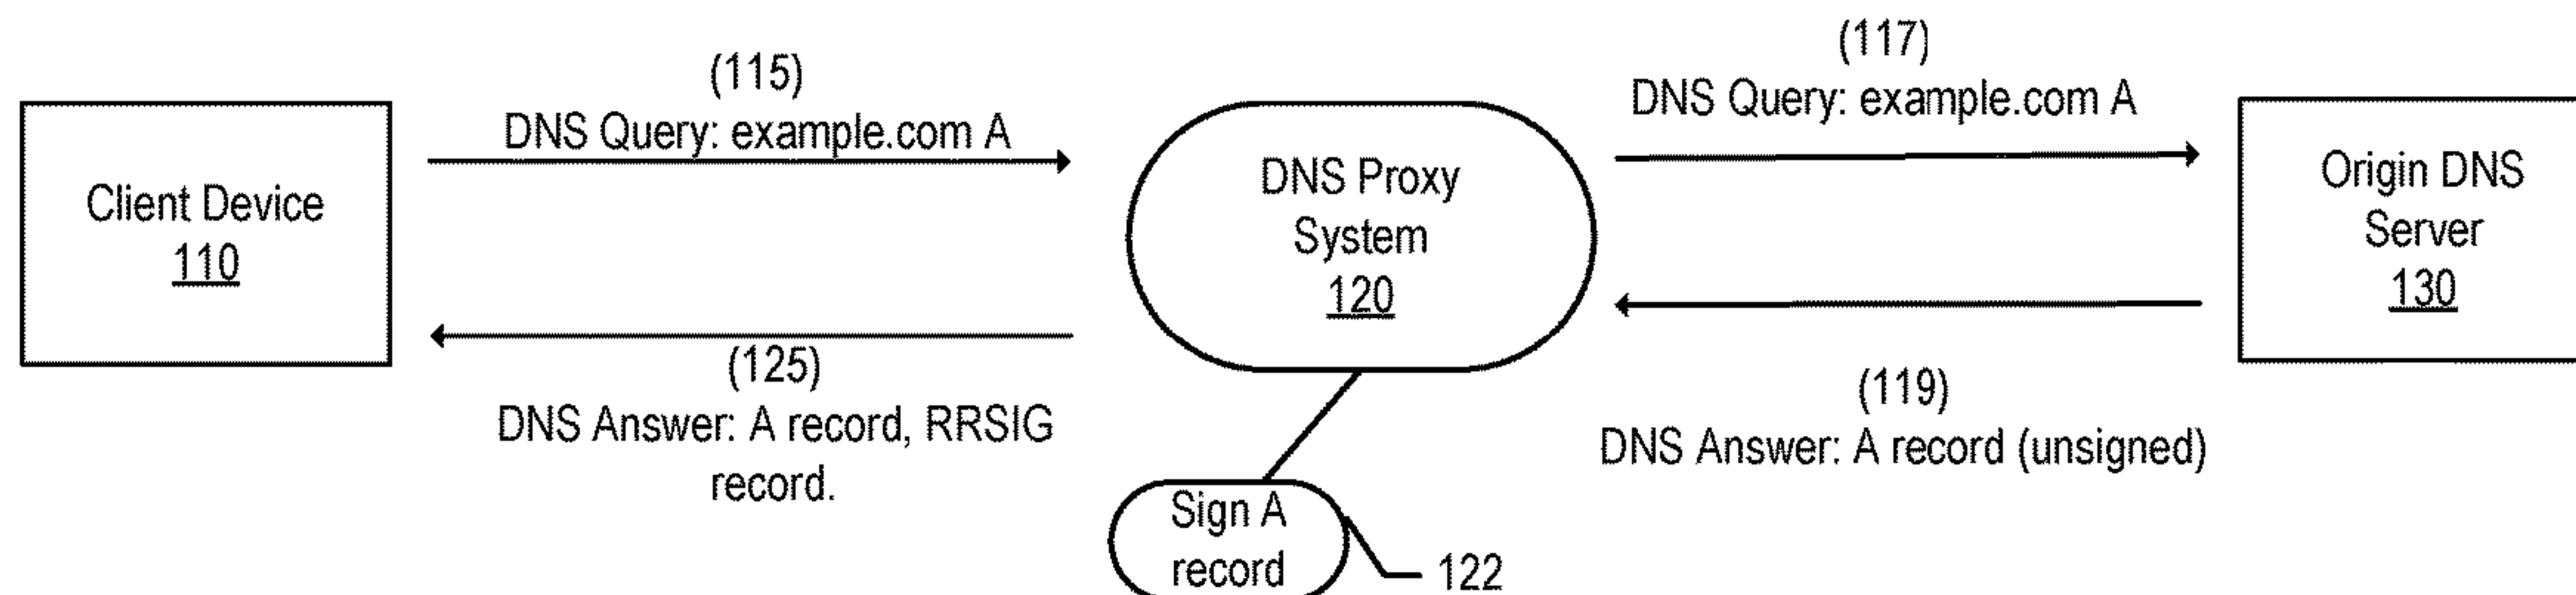 (115)
DNS Query: example.com A
(117)
DNS Query: example.com A
Client Device
110
DNS Proxy
System
120
Origin DNS
Server
130
(125)
DNS Answer: A record, RRSIG
record.
(119)
DNS Answer: A record (unsigned)
Sign A
record
122